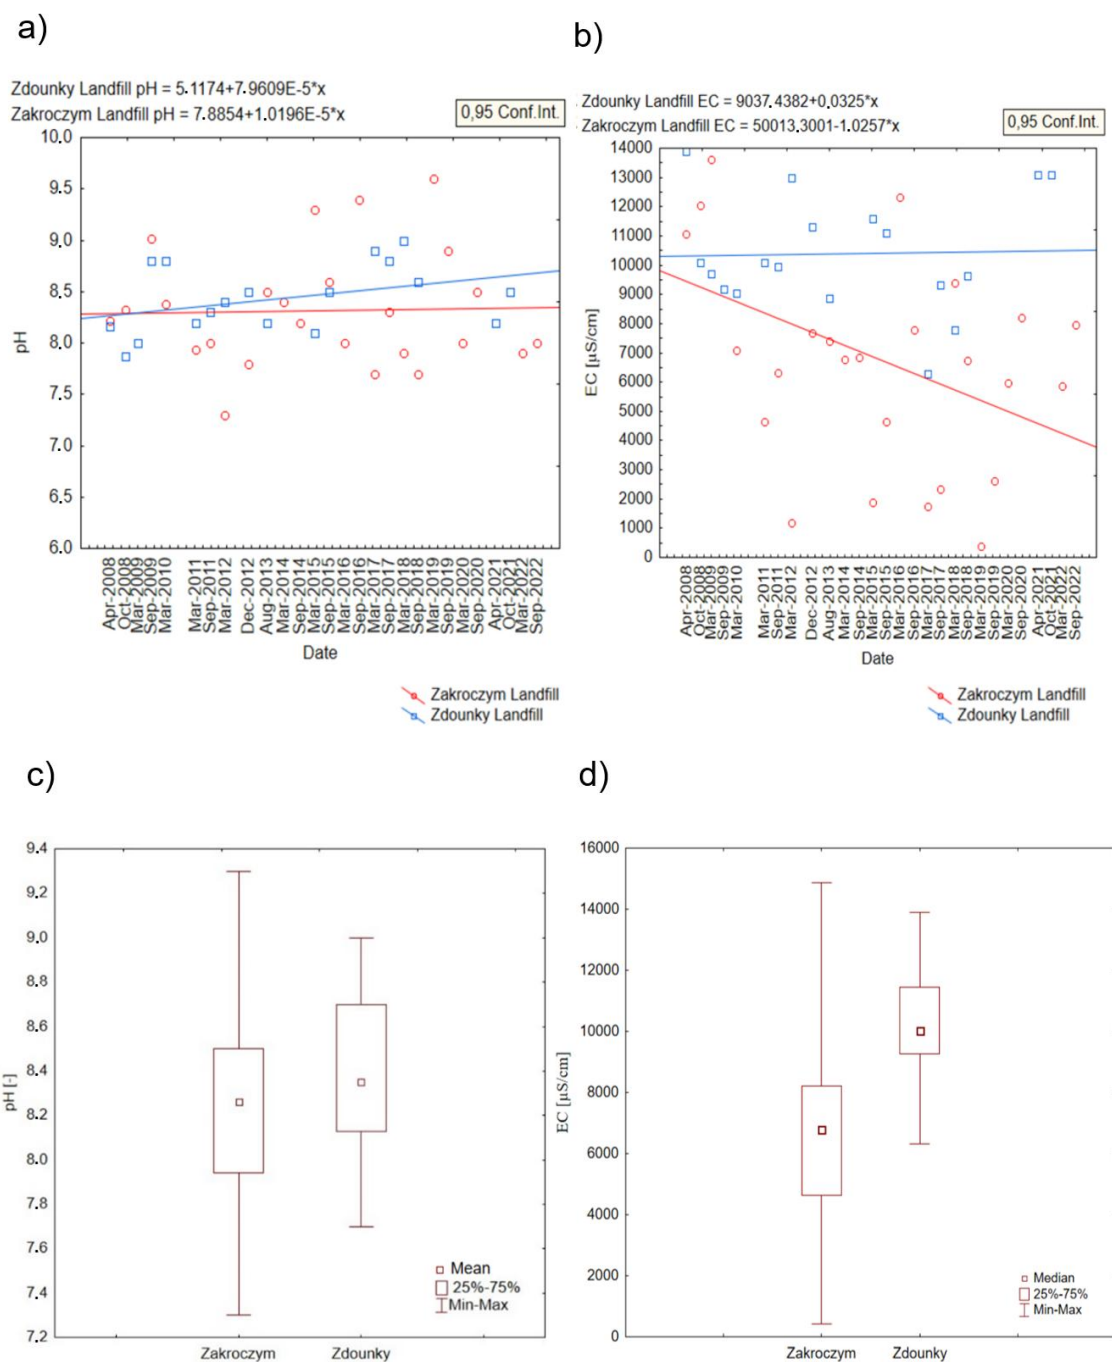 a)
Zdounky Landfill pH = 5.1174+7.9609E-5*x
Zakroczym Landfill pH = 7.8854+1.0196E-5*x
0,95 Conf.Int.
10.0
9.5
9.0
8.5
8.0
7.5
7.0
6.5
6.0
pH
Apr-2008
Oct-2008
Mar-2009
Sep-2009
Mar-2010
Mar-2011
Sep-2011
Mar-2012
Dec-2012
Aug-2013
Mar-2014
Sep-2014
Mar-2015
Sep-2015
Mar-2016
Sep-2016
Mar-2017
Sep-2017
Mar-2018
Sep-2018
Mar-2019
Sep-2019
Mar-2020
Sep-2020
Apr-2021
Oct-2021
Mar-2022
Sep-2022
Date
Zakroczym Landfill
Zdounky Landfill
b)
Zdounky Landfill EC = 9037.4382+0.0325*x
Zakroczym Landfill EC = 50013.3001-1.0257*x
0,95 Conf.Int.
14000
13000
12000
11000
10000
9000
8000
7000
6000
5000
4000
3000
2000
1000
0
EC [µS/cm]
Apr-2008
Oct-2008
Mar-2009
Sep-2009
Mar-2010
Mar-2011
Sep-2011
Mar-2012
Dec-2012
Aug-2013
Mar-2014
Sep-2014
Mar-2015
Sep-2015
Mar-2016
Sep-2016
Mar-2017
Sep-2017
Mar-2018
Sep-2018
Mar-2019
Sep-2019
Mar-2020
Sep-2020
Apr-2021
Oct-2021
Mar-2022
Sep-2022
Date
Zakroczym Landfill
Zdounky Landfill
c)
9.4
9.2
9.0
8.8
8.6
8.4
8.2
8.0
7.8
7.6
7.4
7.2
pH [-]
Mean
25%-75%
Min-Max
Zakroczym
Zdounky
d)
16000
14000
12000
10000
8000
6000
4000
2000
0
EC [µS/cm]
Median
25%-75%
Min-Max
Zakroczym
Zdounky